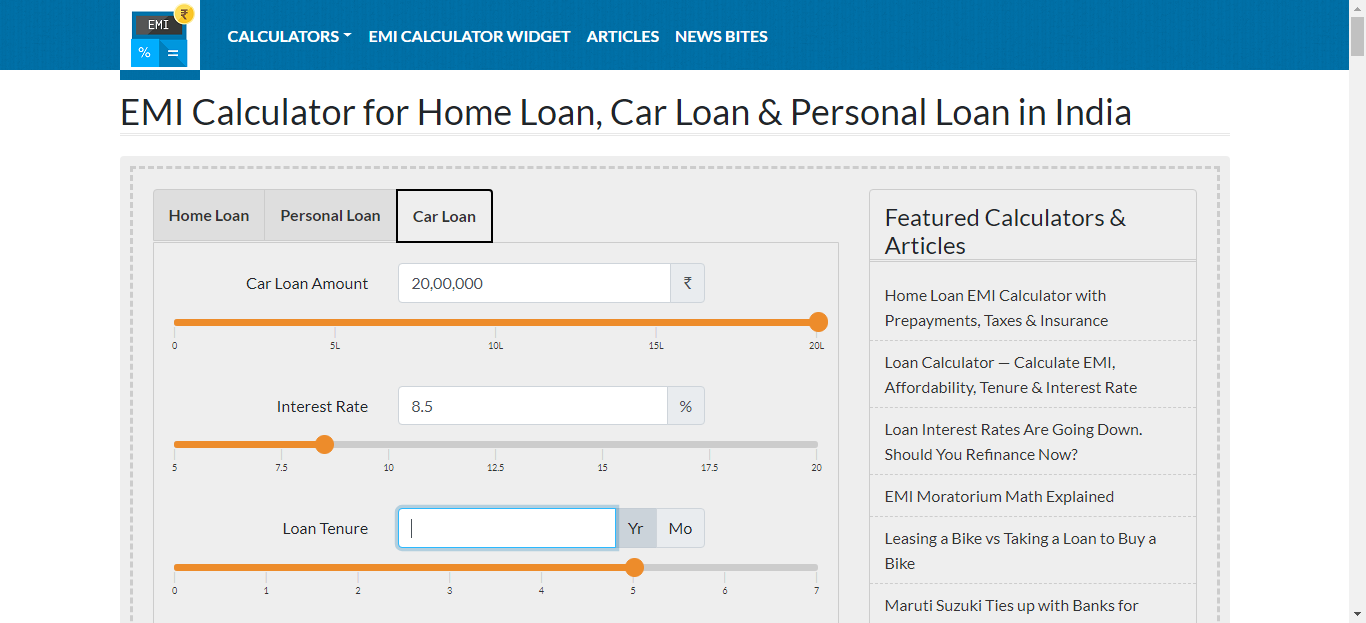 EMI ₹
% =
CALCULATORS EMI CALCULATOR WIDGET ARTICLES NEWS BITES
EMI Calculator for Home Loan, Car Loan & Personal Loan in India
Home Loan Personal Loan Car Loan
Car Loan Amount 20,00,000 ₹
0 5L 10L 15L 20L
Interest Rate 8.5 %
5 7.5 10 12.5 15 17.5 20
Loan Tenure Yr Mo
0 1 2 3 4 5 6 7
Featured Calculators &
Articles
Home Loan EMI Calculator with
Prepayments, Taxes & Insurance
Loan Calculator — Calculate EMI,
Affordability, Tenure & Interest Rate
Loan Interest Rates Are Going Down.
Should You Refinance Now?
EMI Moratorium Math Explained
Leasing a Bike vs Taking a Loan to Buy a
Bike
Maruti Suzuki Ties up with Banks for